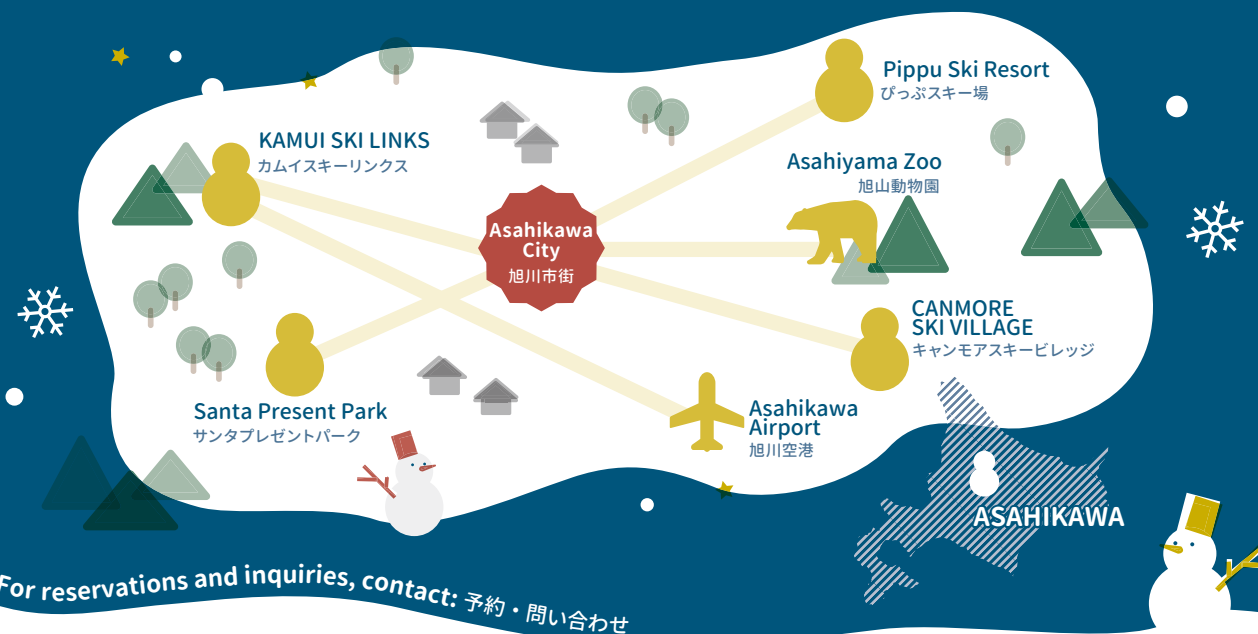 Pippu Ski Resort
ぴっぷスキー場
KAMUI SKI LINKS
カムイスキーリンクス
Asahiyama Zoo
旭山動物園
Asahikawa
City
旭川市街
CANMORE
SKI VILLAGE
キャンモアスキービレッジ
Santa Present Park
サンタプレゼントパーク
Asahikawa
Airport
旭川空港
ASAHIKAWA
For reservations and inquiries, contact: 予約・問い合わせ